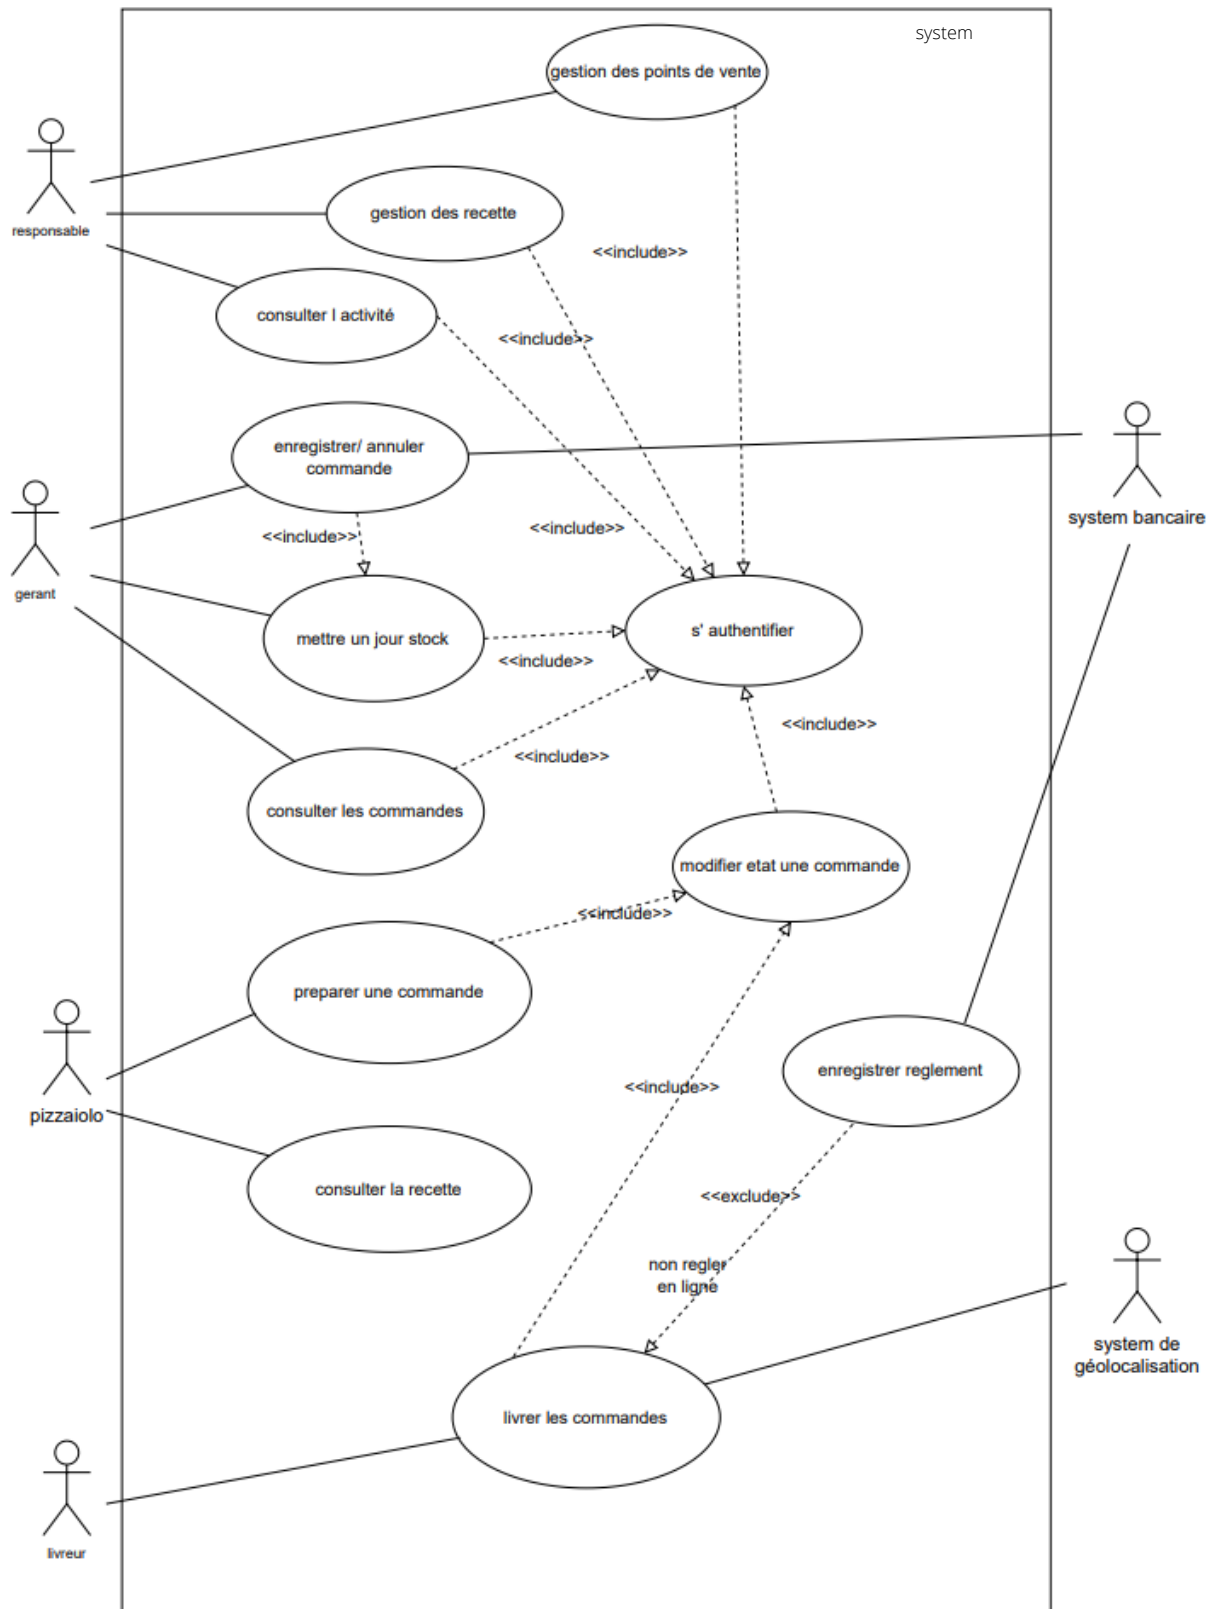 system
gestion des points de vente
responsable
gestion des recette
<<include>>
consulter l activité
<<include>>
enregistrer/ annuler
commande
system bancaire
<<include>>
<<include>>
gerant
mettre un jour stock
s' authentifier
<<include>>
<<include>>
<<include>>
consulter les commandes
modifier etat une commande
<<include>>
preparer une commande
pizzaiolo
enregistrer reglement
<<include>>
consulter la recette
<<exclude>>
non regler
en ligne
system de
géolocalisation
livrer les commandes
livreur